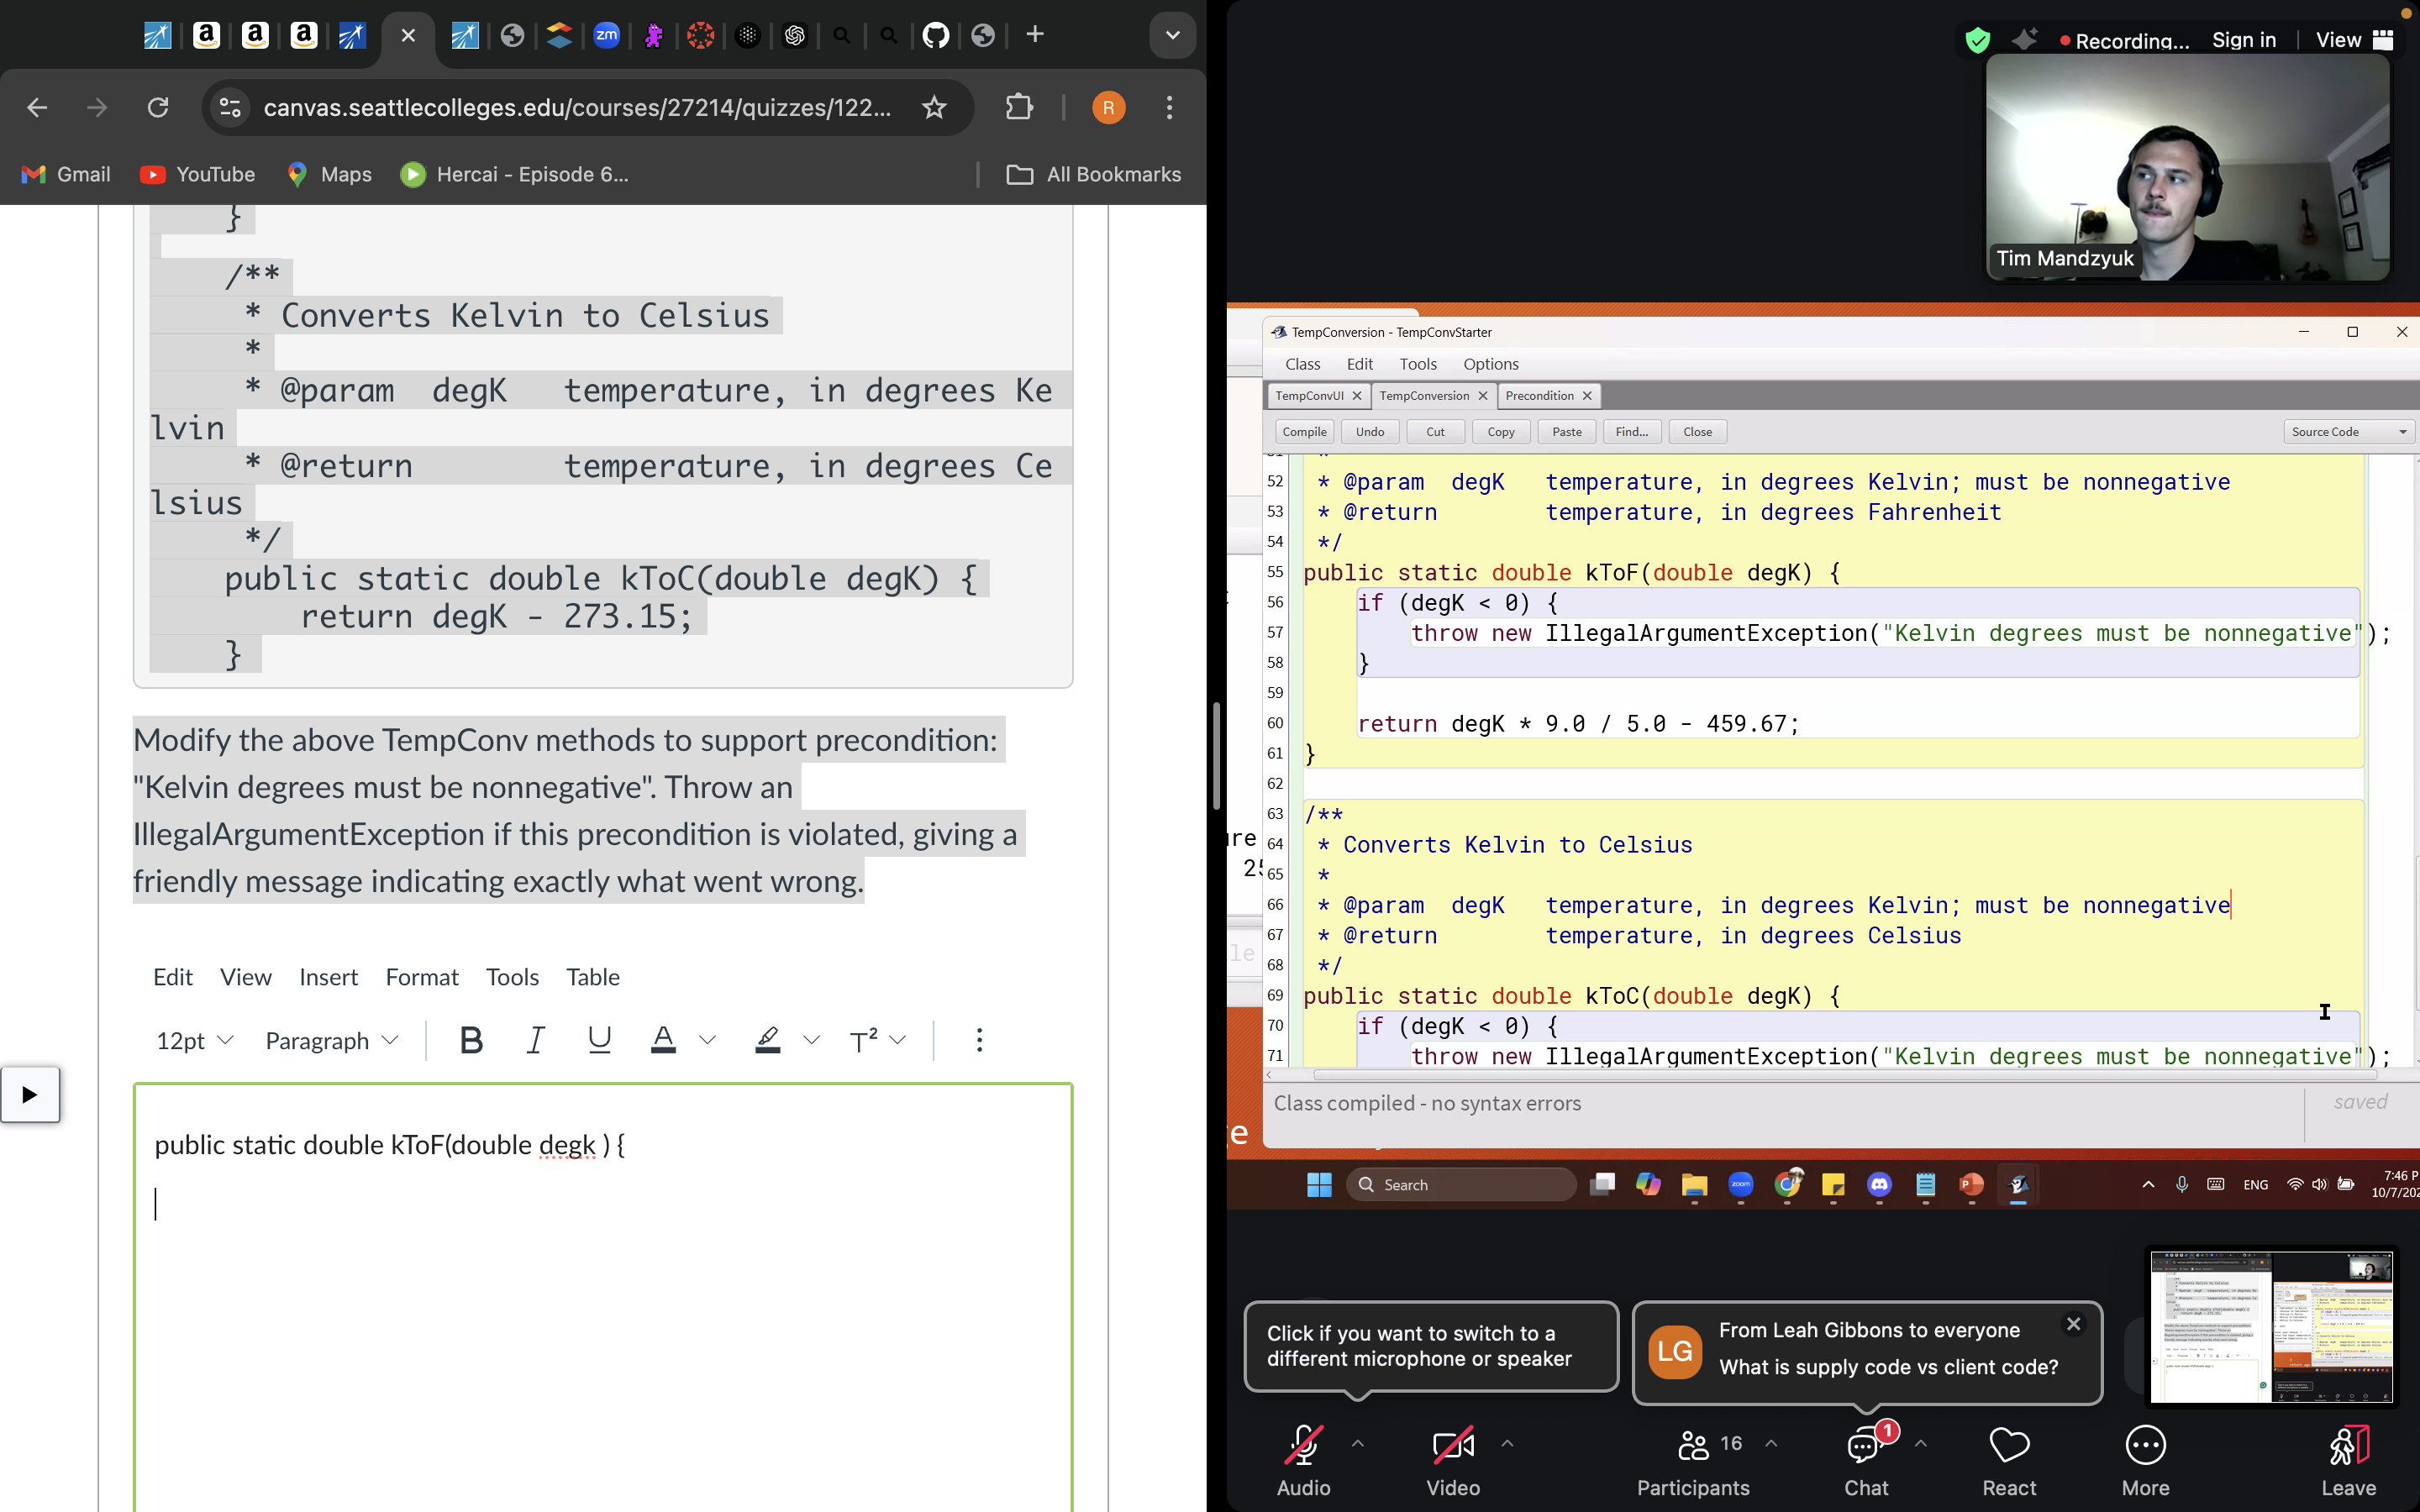 zm
canvas.seattlecolleges.edu/courses/27214/quizzes/122...
R
Gmail
YouTube
Maps
Hercai - Episode 6...
All Bookmarks
}
/**
* Converts Kelvin to Celsius
*
* @param degK temperature, in degrees Ke
lvin
* @return temperature, in degrees Ce
lsius
*/
public static double kToC(double degK) {
return degK - 273.15;
}
Modify the above TempConv methods to support precondition:
"Kelvin degrees must be nonnegative". Throw an
IllegalArgumentException if this precondition is violated, giving a
friendly message indicating exactly what went wrong.
Edit View Insert Format Tools Table
12pt Paragraph B I U A T²
public static double kToF(double degk ) {
Recording... Sign in View
Tim Mandzyuk
TempConversion - TempConvStarter
Class Edit Tools Options
TempConvUI TempConversion Precondition
Compile Undo Cut Copy Paste Find... Close Source Code
52 * @param degK temperature, in degrees Kelvin; must be nonnegative
53 * @return temperature, in degrees Fahrenheit
54 */
55 public static double kToF(double degK) {
56 if (degK < 0) {
57 throw new IllegalArgumentException("Kelvin degrees must be nonnegative");
58 }
59
60 return degK * 9.0 / 5.0 - 459.67;
61 }
62
63 /**
64 * Converts Kelvin to Celsius
65 *
66 * @param degK temperature, in degrees Kelvin; must be nonnegative
67 * @return temperature, in degrees Celsius
68 */
69 public static double kToC(double degK) {
70 if (degK < 0) {
71 throw new IllegalArgumentException("Kelvin degrees must be nonnegative");
Class compiled - no syntax errors
saved
Search
zoom
ENG
7:46 P
10/7/202
Click if you want to switch to a
different microphone or speaker
LG
From Leah Gibbons to everyone
What is supply code vs client code?
16
1
Audio Video Participants Chat React More Leave